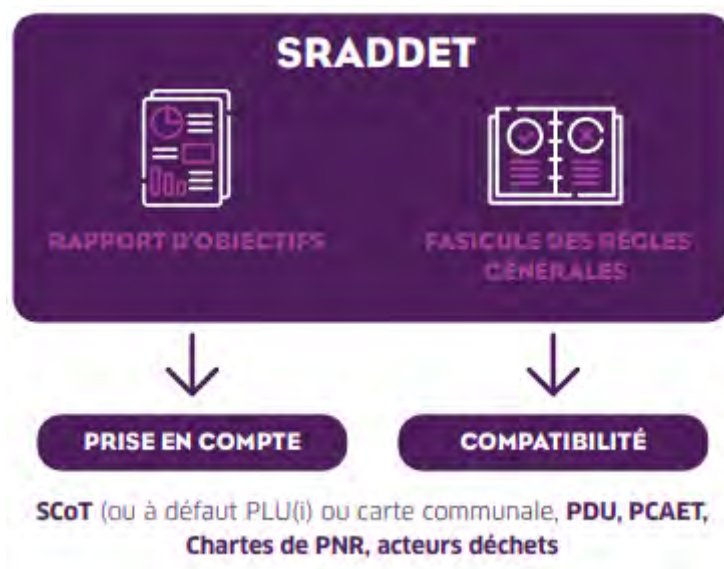 SRADDET
RAPPORT D'OBJECTIFS
FASICULE DES RÈGLES
GÉNÉRALES
PRISE EN COMPTE
COMPATIBILITÉ
SCoT (ou à défaut PLU(i) ou carte communale, PDU, PCAET,
Chartes de PNR, acteurs déchets